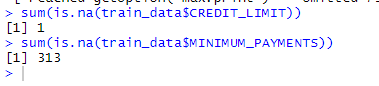 > sum(is.na(train_data$CREDIT_LIMIT))
[1] 1
> sum(is.na(train_data$MINIMUM_PAYMENTS))
[1] 313
>